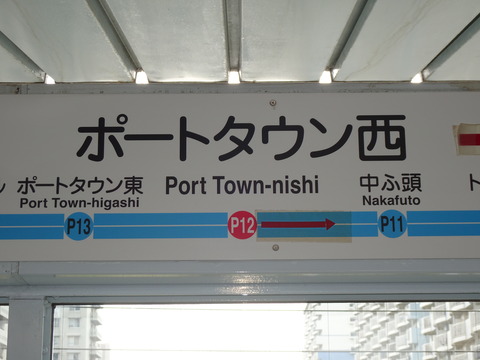 ポートタウン西
ポートタウン東 Port Town-nishi 中ふ頭
Port Town-higashi Nakafuto
P13 P12 P11